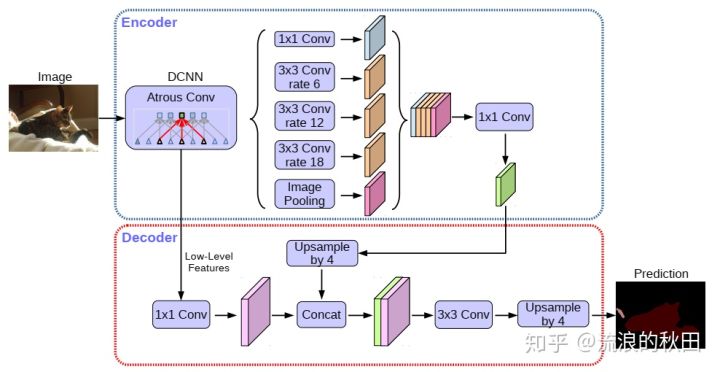 Encoder
Image
DCNN
Atrous Conv
1x1 Conv
3x3 Conv
rate 6
3x3 Conv
rate 12
3x3 Conv
rate 18
Image
Pooling
1x1 Conv
Decoder
Low-Level
Features
Upsample
by 4
1x1 Conv
Concat
3x3 Conv
Upsample
by 4
Prediction
知乎 @流浪的秋田